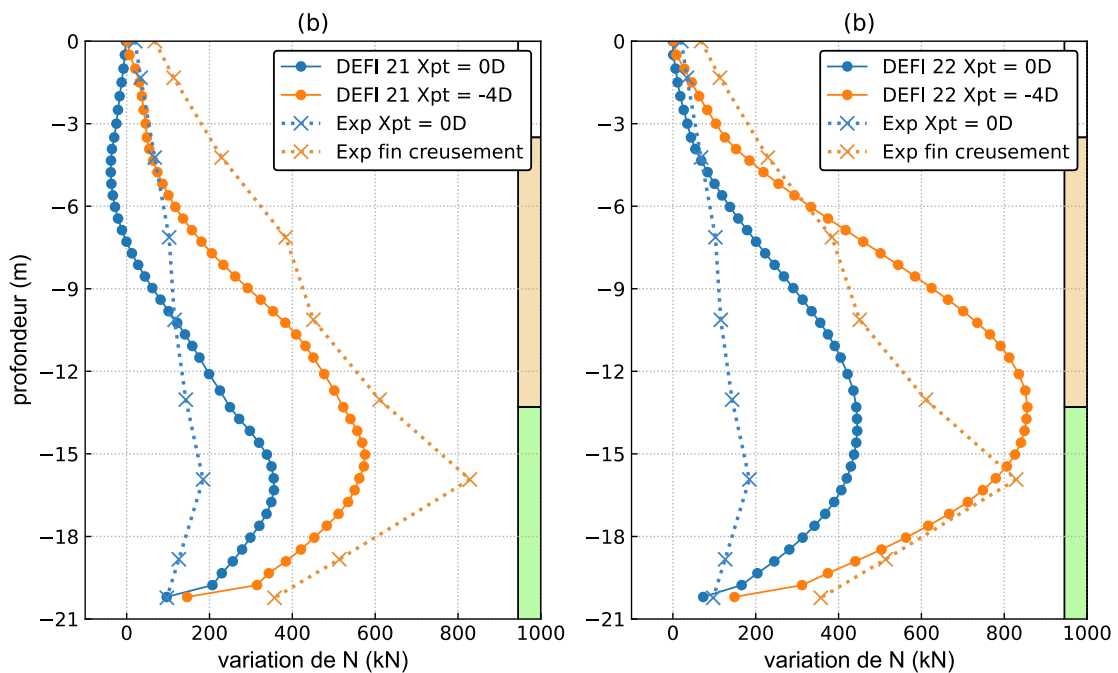 (b)
0
−3
−6
−9
−12
−15
−18
−21
profondeur (m)
DEFI 21 Xpt = 0D
DEFI 21 Xpt = -4D
Exp Xpt = 0D
Exp fin creusement
0 200 400 600 800 1000
variation de N (kN)
(b)
0
−3
−6
−9
−12
−15
−18
−21
DEFI 22 Xpt = 0D
DEFI 22 Xpt = -4D
Exp Xpt = 0D
Exp fin creusement
0 200 400 600 800 1000
variation de N (kN)